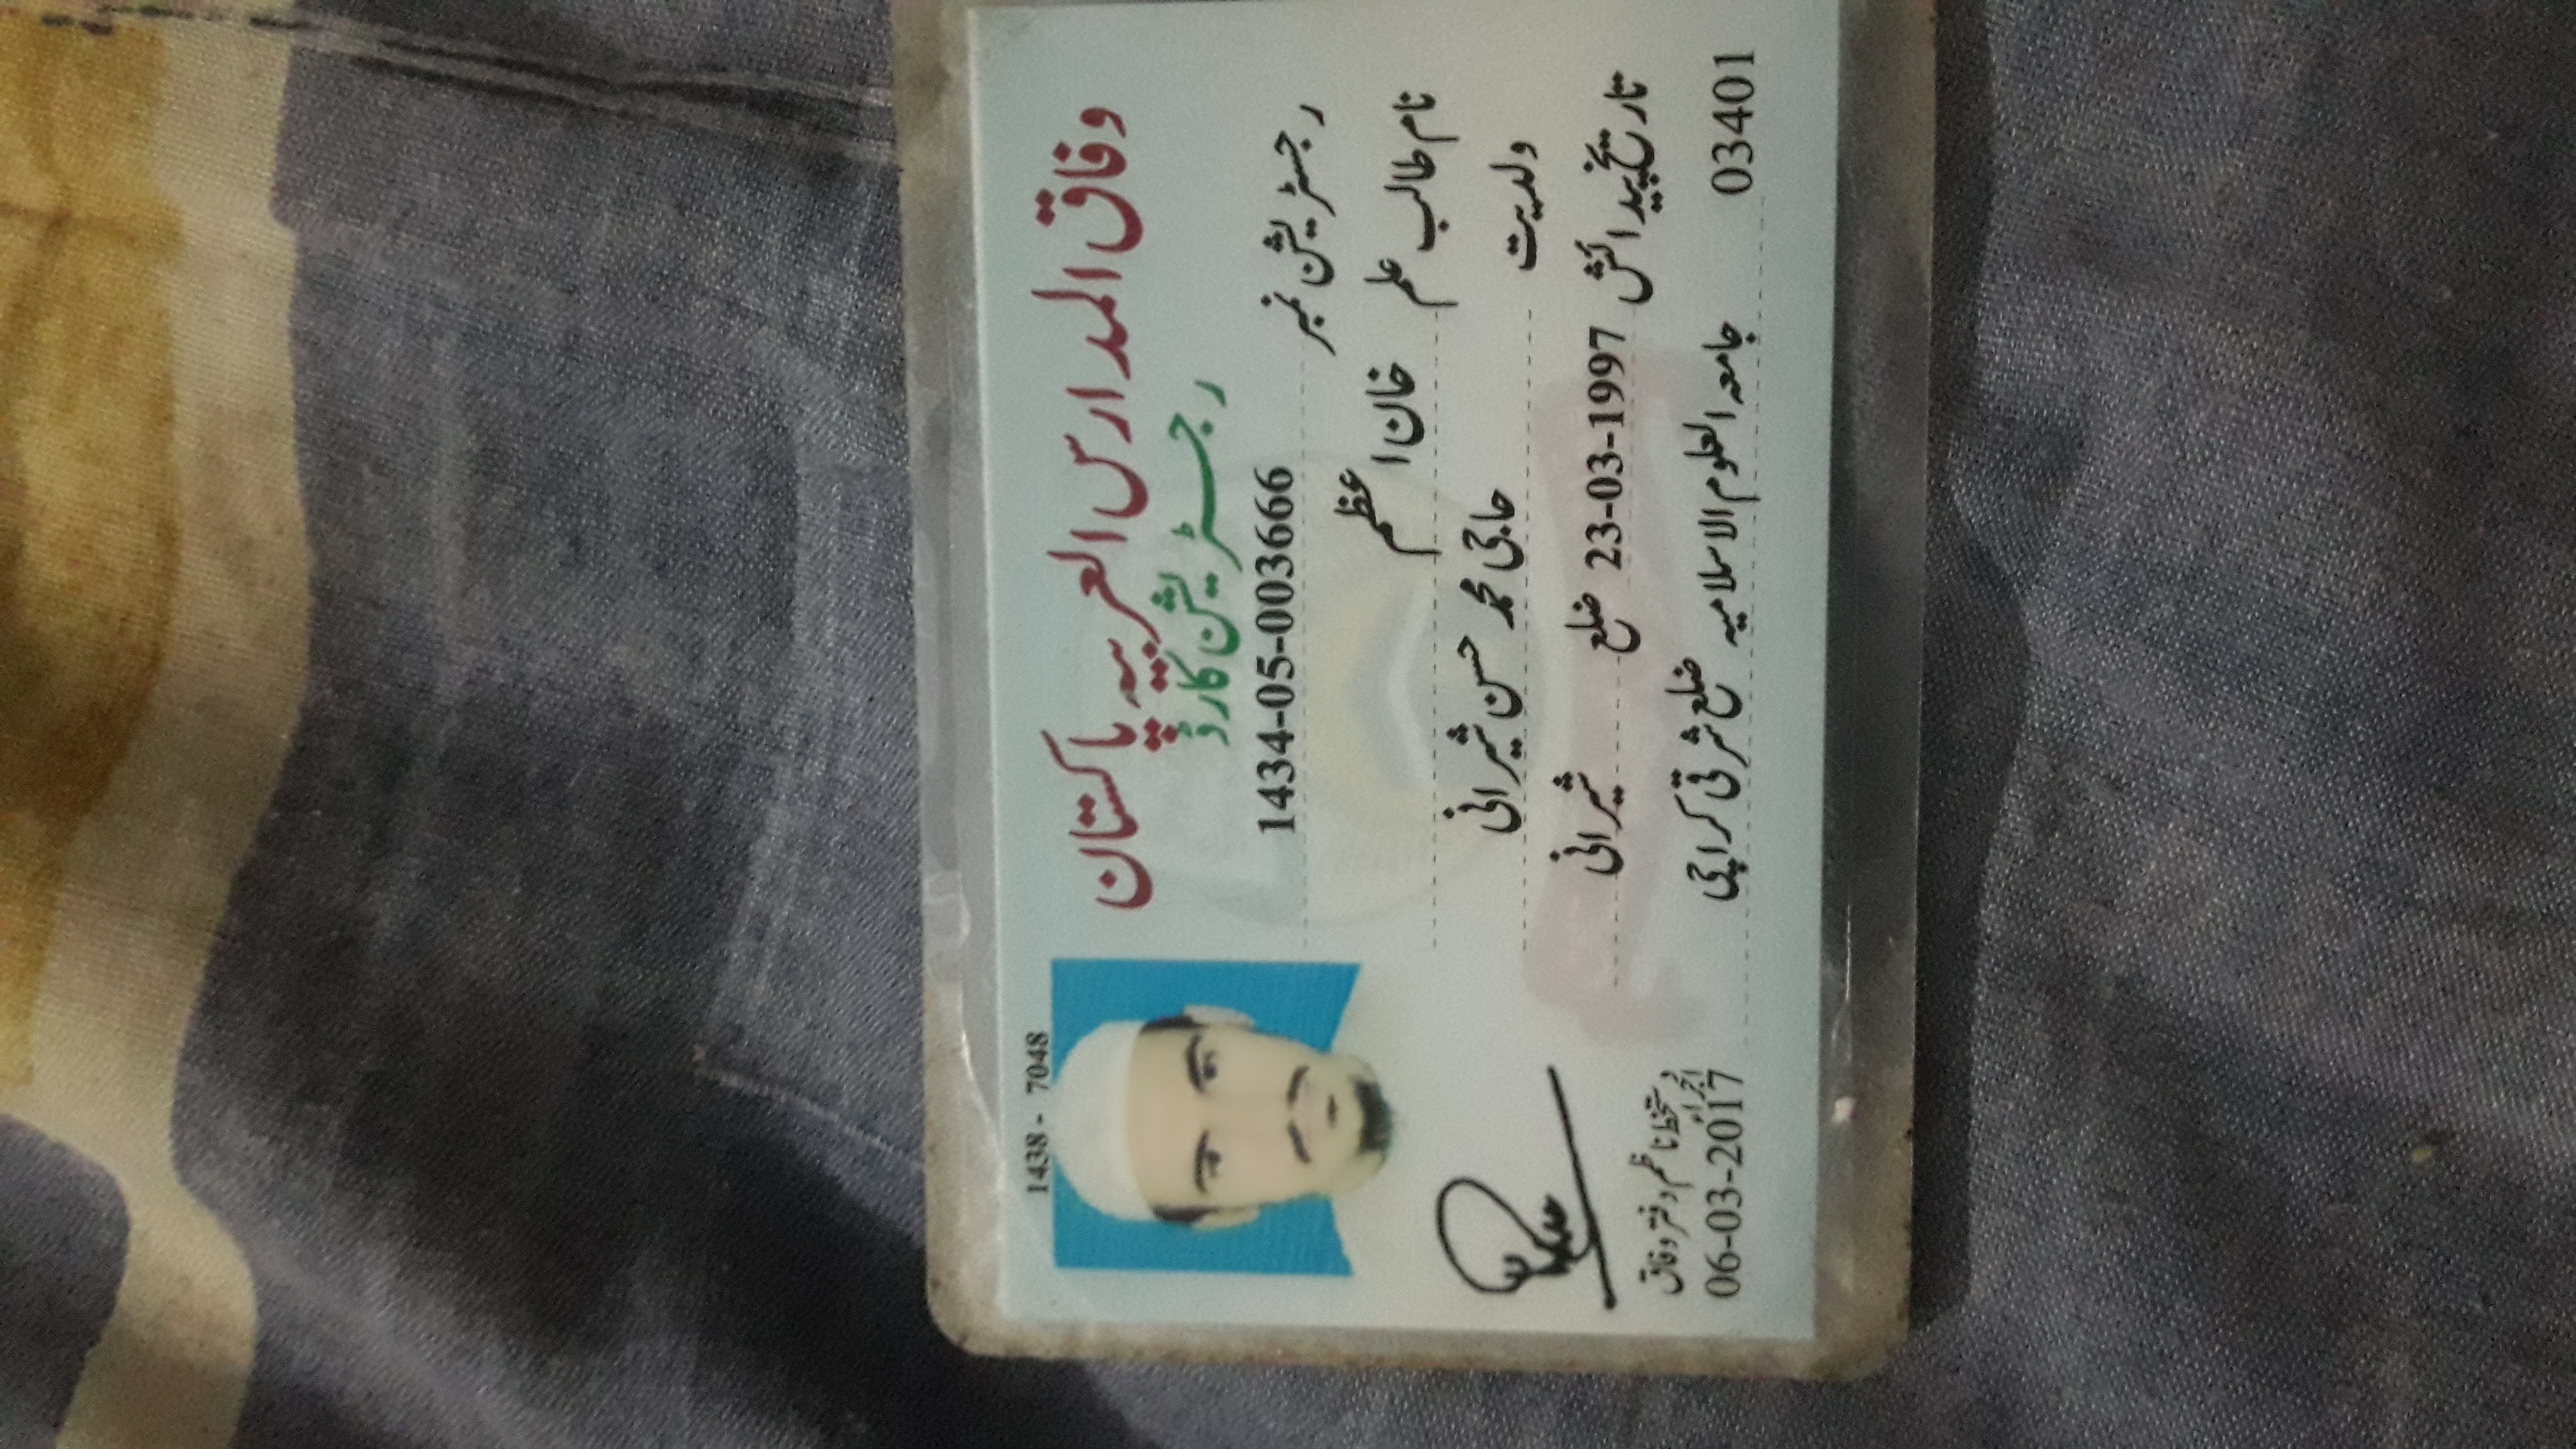 وفاق المدارس العربیہ پاکستان
رجسٹریشن کارڈ
1438 - 7048
رجسٹریشن نمبر 1434-05-003666
نام طالب علم خان اعظم
ولدیت حاجی محمد حسن شیرانی
تاریخ پیدائش 23-03-1997 ضلع شیرانی
03401 جامعہ العلوم الاسلامیہ ضلع شرقی کراچی
دستخط ناظم دفتر وفاق
اجراء
06-03-2017